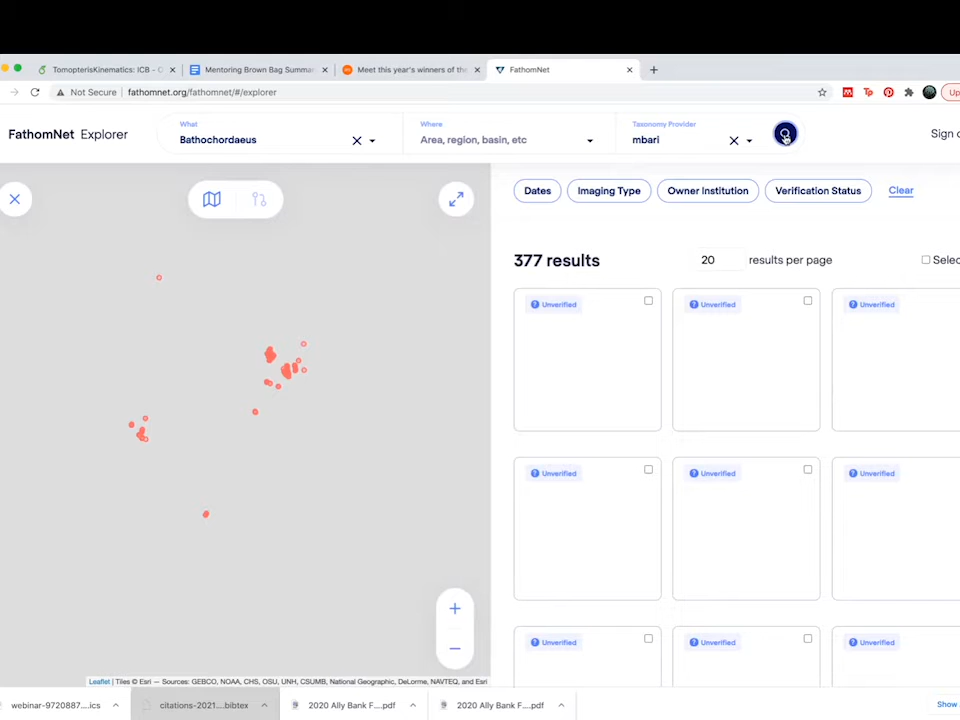 TomopterisKinematics: ICB - O
Mentoring Brown Bag Summar
Meet this year's winners of the
FathomNet
Not Secure
fathomnet.org/fathomnet/#/explorer
Up
FathomNet Explorer
What
Bathochordaeus
Where
Area, region, basin, etc
Taxonomy Provider
mbari
Sign o
Dates
Imaging Type
Owner Institution
Verification Status
Clear
377 results
20
results per page
Selec
Unverified
Unverified
Unverified
Unverified
Unverified
Unverified
Unverified
Unverified
Unverified
Leaflet | Tiles © Esri — Sources: GEBCO, NOAA, CHS, OSU, UNH, CSUMB, National Geographic, DeLorme, NAVTEQ, and Esri
webinar-9720887....ics
citations-2021....bibtex
2020 Ally Bank F....pdf
2020 Ally Bank F....pdf
Show